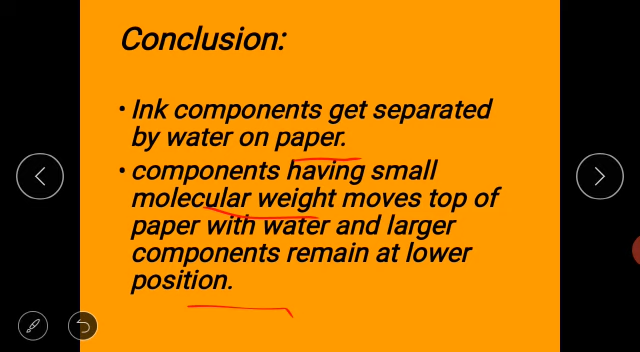 Conclusion:
• Ink components get separated
by water on paper.
• components having small
molecular weight moves top of
paper with water and larger
components remain at lower
position.